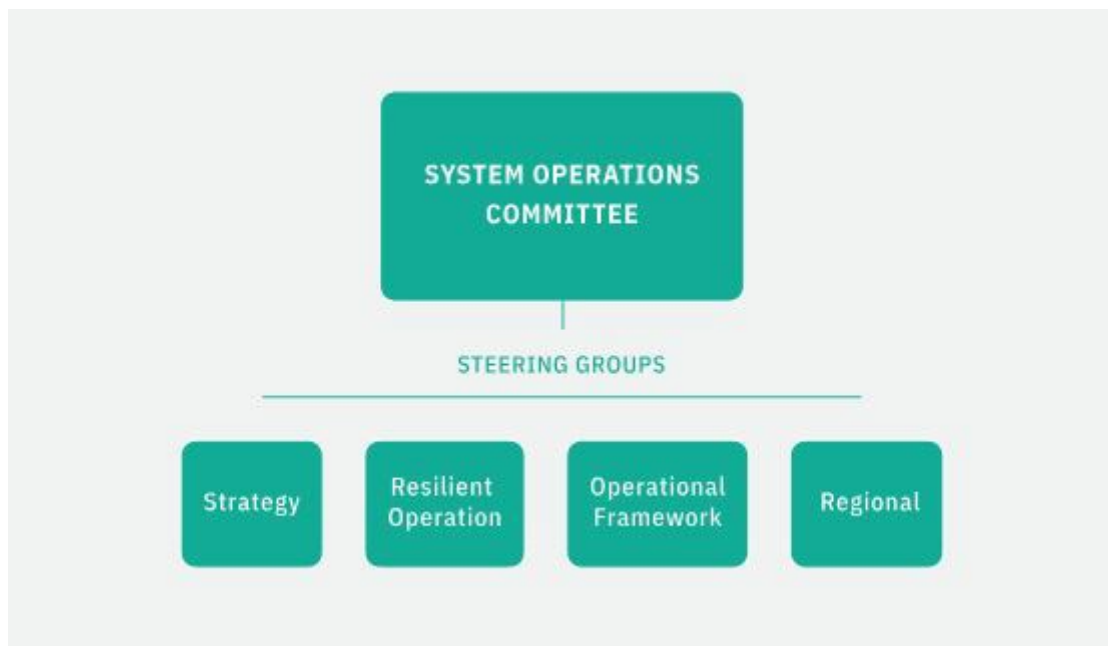 SYSTEM OPERATIONS
COMMITTEE
STEERING GROUPS
Strategy
Resilient
Operation
Operational
Framework
Regional